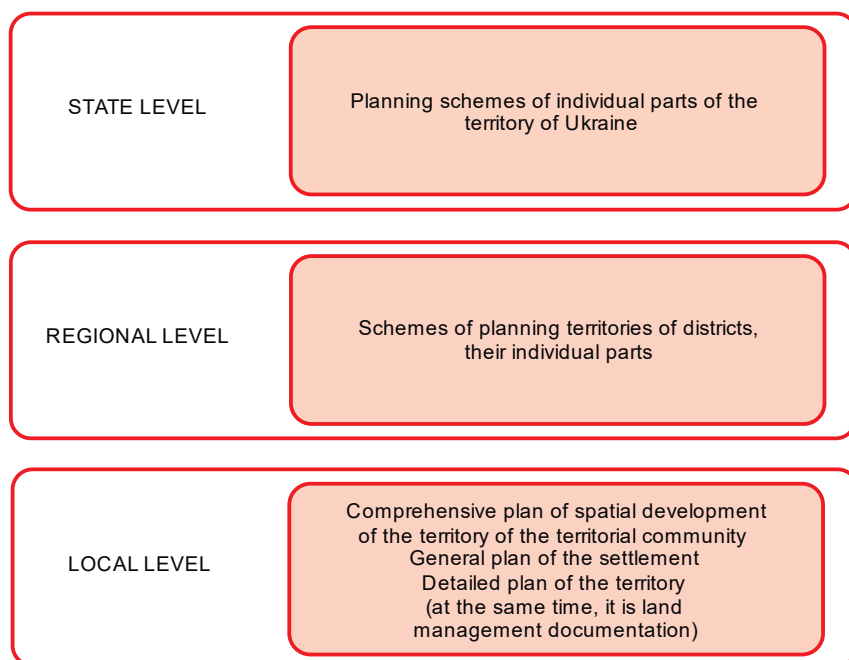 STATE LEVEL
Planning schemes of individual parts of the
territory of Ukraine
REGIONAL LEVEL
Schemes of planning territories of districts,
their individual parts
LOCAL LEVEL
Comprehensive plan of spatial development
of the territory of the territorial community
General plan of the settlement
Detailed plan of the territory
(at the same time, it is land
management documentation)